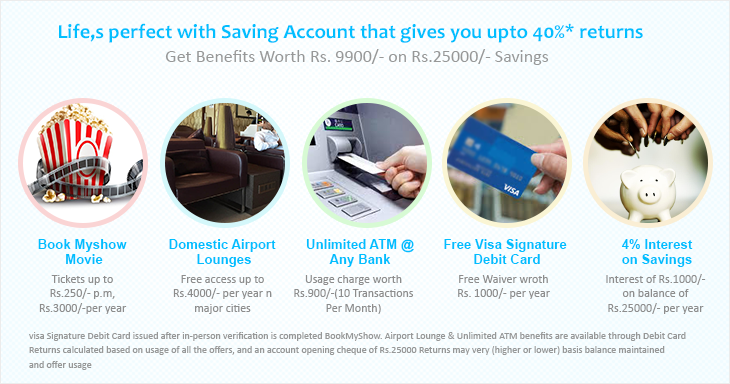 Life,s perfect with Saving Account that gives you upto 40%* returns
Get Benefits Worth Rs. 9900/- on Rs.25000/- Savings
VISA
Book Myshow
Movie
Tickets up to
Rs.250/- p.m,
Rs.3000/-per year
Domestic Airport
Lounges
Free access up to
Rs.4000/- per year n
major cities
Unlimited ATM @
Any Bank
Usage charge worth
Rs.900/-(10 Transactions
Per Month)
Free Visa Signature
Debit Card
Free Waiver wroth
Rs. 1000/- per year
4% Interest
on Savings
Interest of Rs.1000/-
on balance of
Rs.25000/- per year
visa Signature Debit Card issued after in-person verification is completed BookMyShow. Airport Lounge & Unlimited ATM benefits are available through Debit Card
Returns calculated based on usage of all the offers, and an account opening cheque of Rs.25000 Returns may very (higher or lower) basis balance maintained
and offer usage